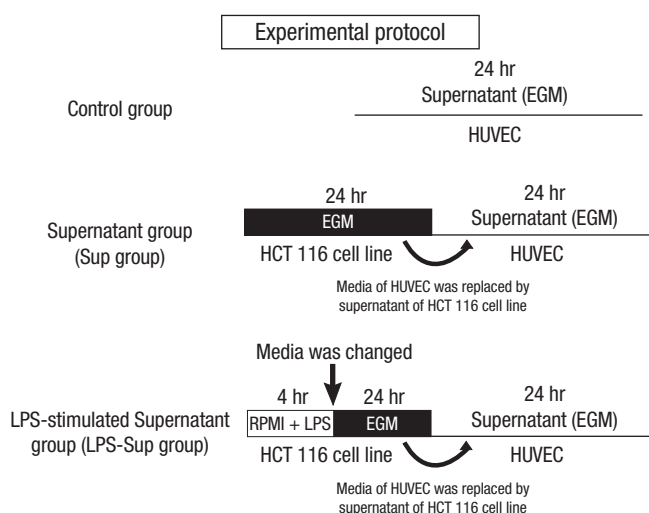 Experimental protocol
Control group
24 hr
Supernatant (EGM)
HUVEC
Supernatant group
(Sup group)
24 hr
EGM
HCT 116 cell line
24 hr
Supernatant (EGM)
HUVEC
Media of HUVEC was replaced by
supernatant of HCT 116 cell line
Media was changed
LPS-stimulated Supernatant
group (LPS-Sup group)
4 hr
24 hr
RPMI + LPS
EGM
HCT 116 cell line
24 hr
Supernatant (EGM)
HUVEC
Media of HUVEC was replaced by
supernatant of HCT 116 cell line